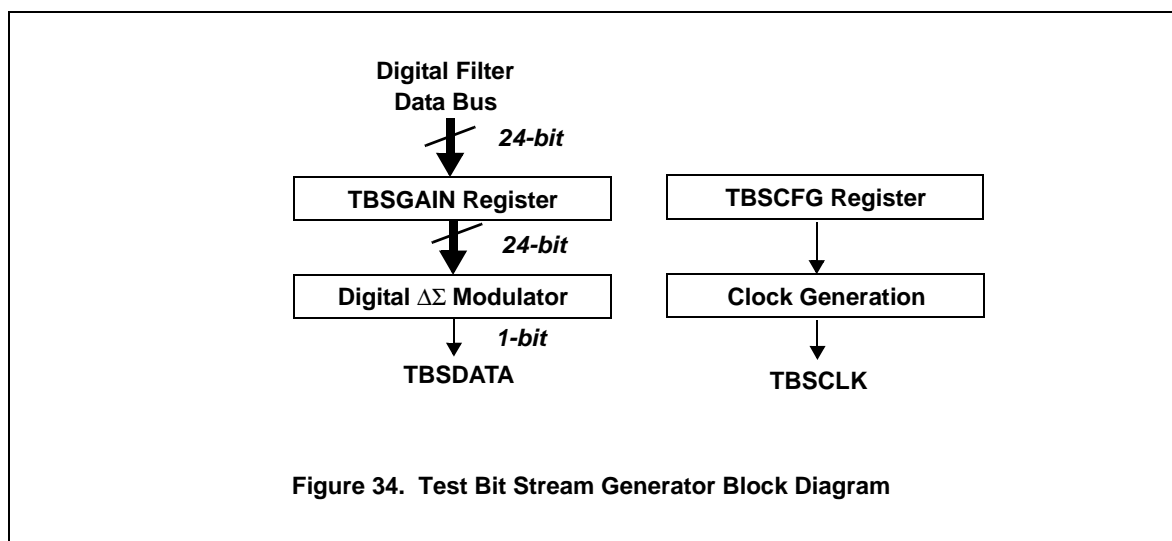 Digital Filter
Data Bus
24-bit
TBSGAIN Register
24-bit
Digital ΔΣ Modulator
1-bit
TBSDATA
TBSCFG Register
Clock Generation
TBSCLK
Figure 34. Test Bit Stream Generator Block Diagram